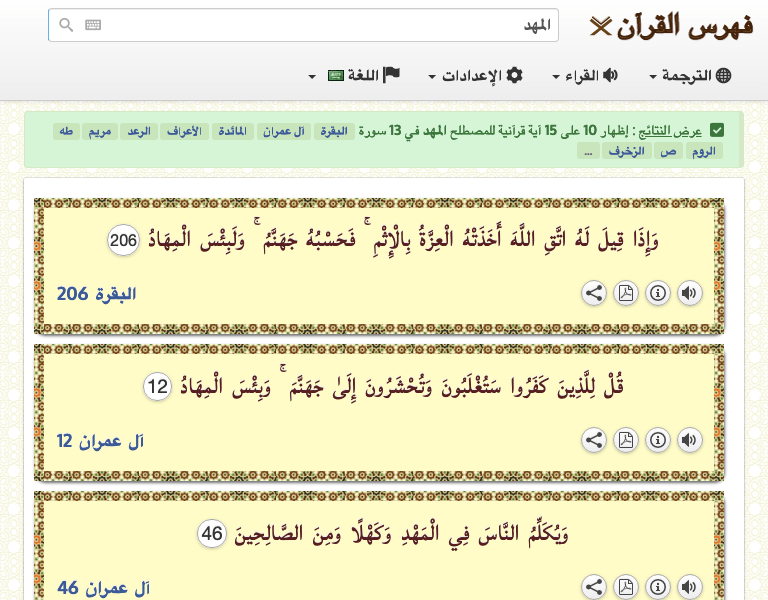 فهرس القرآن
المهد
الترجمة القراء الإعدادات اللغة
عرض النتائج : إظهار 10 على 15 آية قرآنية للمصطلح المهد في 13 سورة البقرة آل عمران المائدة الأعراف الرعد مريم طه
الروم ص الزخرف ...
وَإِذَا قِيلَ لَهُ اتَّقِ اللَّهَ أَخَذَتْهُ الْعِزَّةُ بِالْإِثْمِ ۚ فَحَسْبُهُ جَهَنَّمُ ۚ وَلَبِئْسَ الْمِهَادُ 206
البقرة 206
قُلْ لِلَّذِينَ كَفَرُوا سَتُغْلَبُونَ وَتُحْشَرُونَ إِلَىٰ جَهَنَّمَ ۚ وَبِئْسَ الْمِهَادُ 12
آل عمران 12
وَيُكَلِّمُ النَّاسَ فِي الْمَهْدِ وَكَهْلًا وَمِنَ الصَّالِحِينَ 46
آل عمران 46